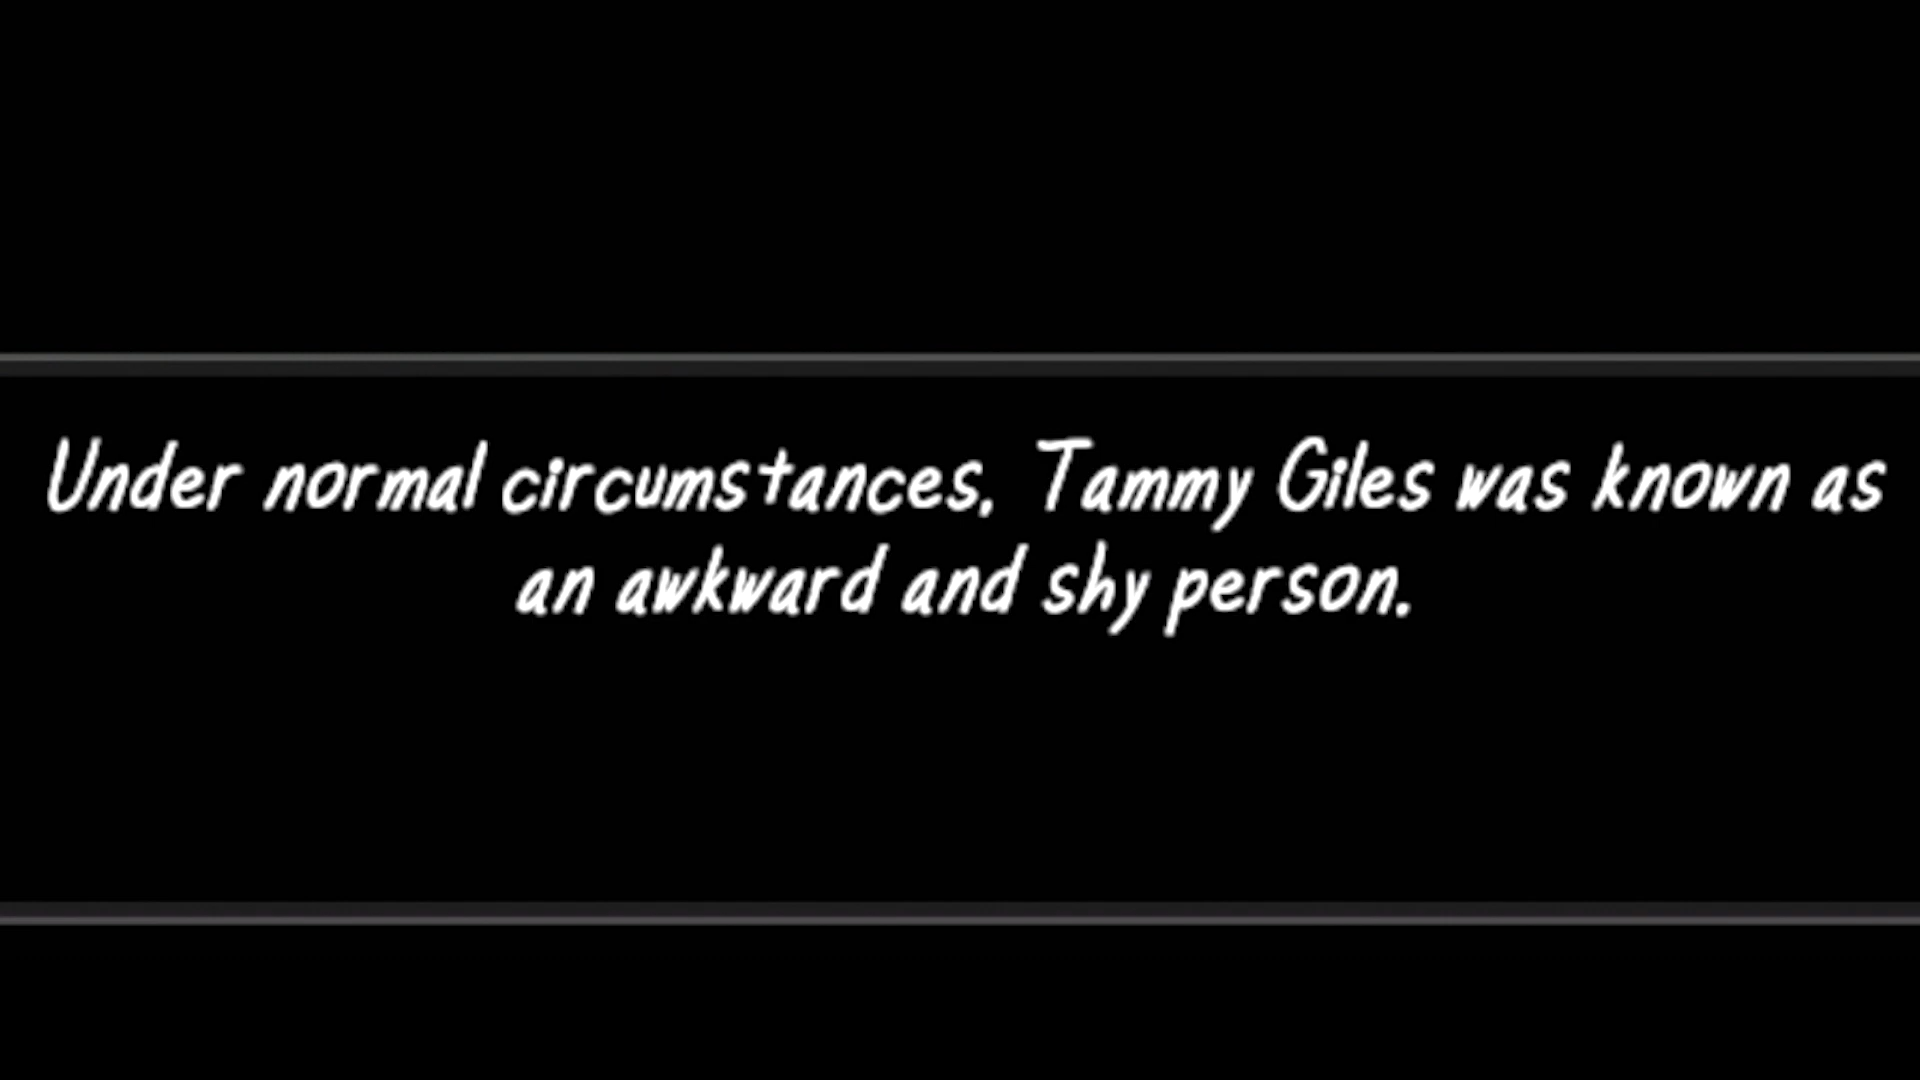 Under normal circumstances, Tammy Giles was known as
an awkward and shy person.